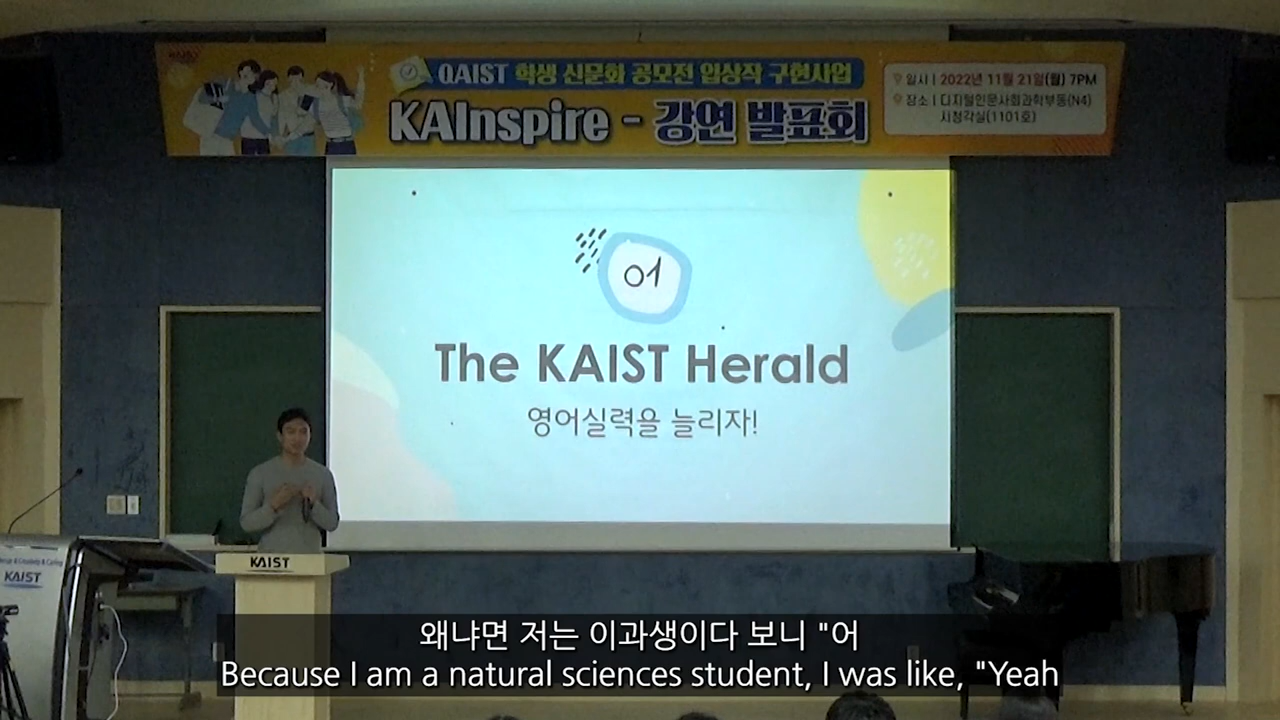 KAIST
QAIST 학생 신문화 공모전 입상작 구현사업
KAInspire - 강연 발표회
일시 | 2022년 11월 21일(월) 7PM
장소 | 디지털인문사회과학부동(N4)
시청각실(1101호)
01
The KAIST Herald
영어실력을 늘리자!
KAIST
KAIST
왜냐면 저는 이과생이다 보니 "어
Because I am a natural sciences student, I was like, "Yeah